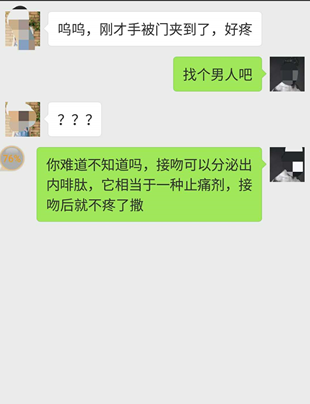 呜呜，刚才手被门夹到了，好疼
找个男人吧
？？？
你难道不知道吗，接吻可以分泌出
内啡肽，它相当于一种止痛剂，接
吻后就不疼了撒